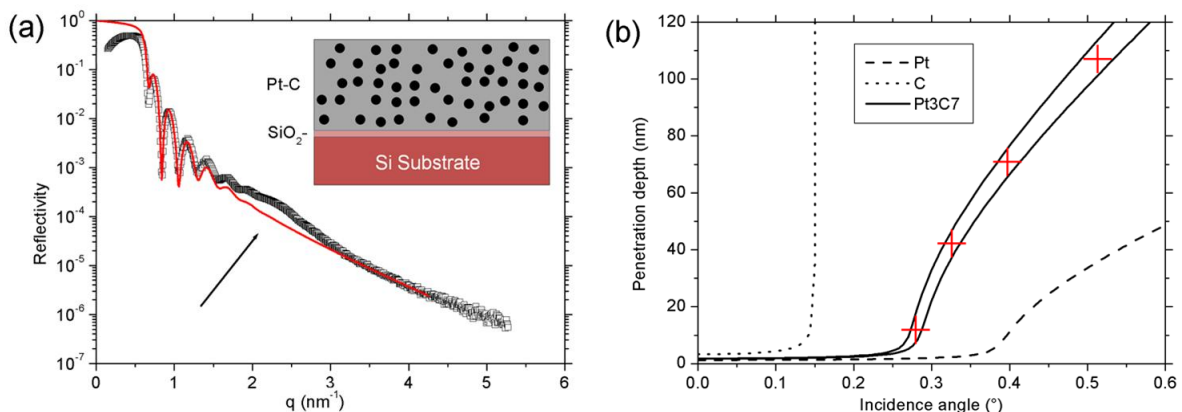 (a)
10^0
10^-1
10^-2
10^-3
10^-4
10^-5
10^-6
10^-7
Reflectivity
0 1 2 3 4 5 6
q (nm^-1)
Pt-C
SiO2-
Si Substrate
(b)
120
100
80
60
40
20
0
Penetration depth (nm)
0.0 0.1 0.2 0.3 0.4 0.5 0.6
Incidence angle (°)
Pt
C
Pt3C7